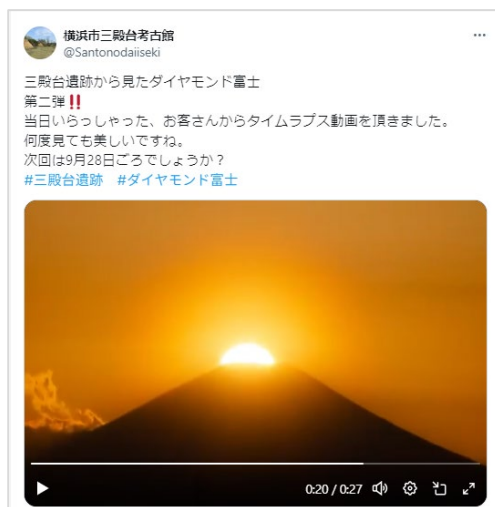 横浜市三殿台考古館
@Santonodaiiseki
三殿台遺跡から見たダイヤモンド富士
第二弾‼
当日いらっしゃった、お客さんからタイムラプス動画を頂きました。
何度見ても美しいですね。
次回は9月28日ごろでしょうか？
#三殿台遺跡　#ダイヤモンド富士
0:20 / 0:27